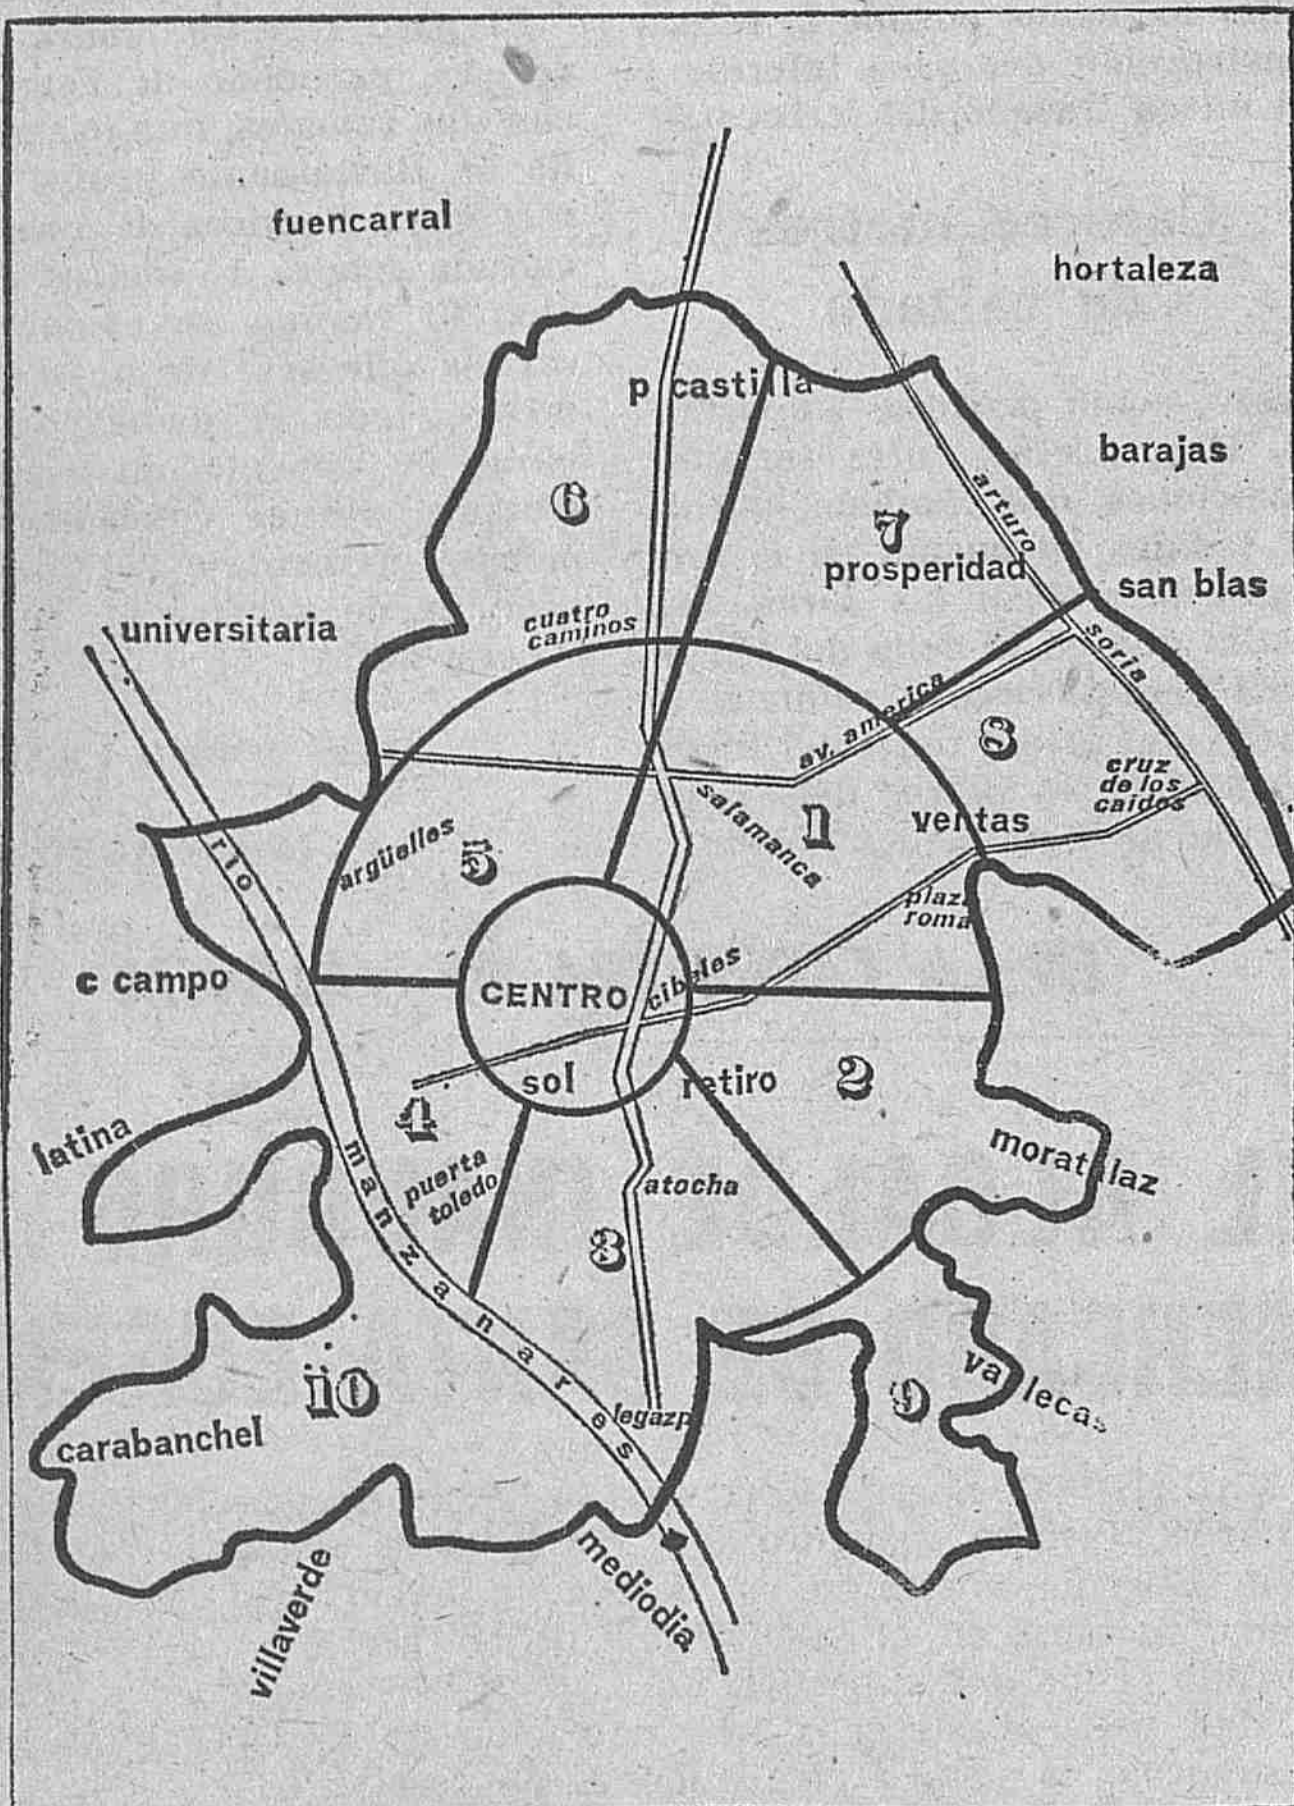 fuencarral
hortaleza
p castilla
barajas
6
arturo
7
prosperidad
san blas
cuatro
caminos
universitaria
soria
av. america
8
cruz
de los
caidos
salamanca
1
ventas
argüelles
5
rio
plaza
roma
c campo
CENTRO
cibeles
sol
retiro
2
4
latina
manzanares
moratalaz
puerta
toledo
atocha
3
vallecas
10
9
legazpi
carabanchel
mediodia
villaverde